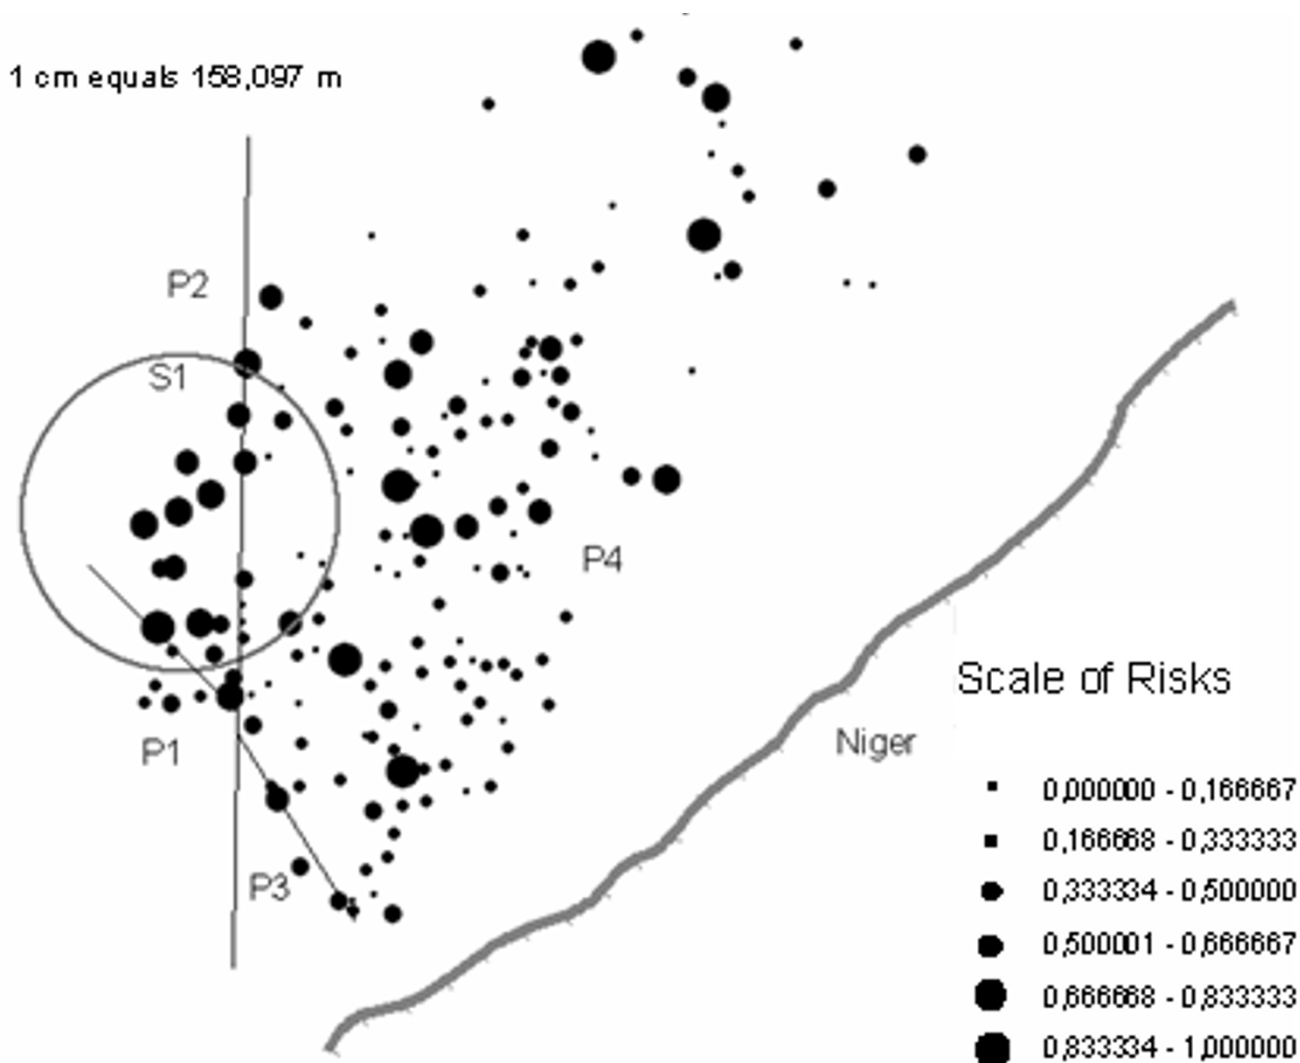 1 cm equals 158,097 m
P2
S1
P4
Scale of Risks
P1
Niger
0,000000 - 0,166667
0,166668 - 0,333333
P3
0,333334 - 0,500000
0,500001 - 0,666667
0,666668 - 0,833333
0,833334 - 1,000000